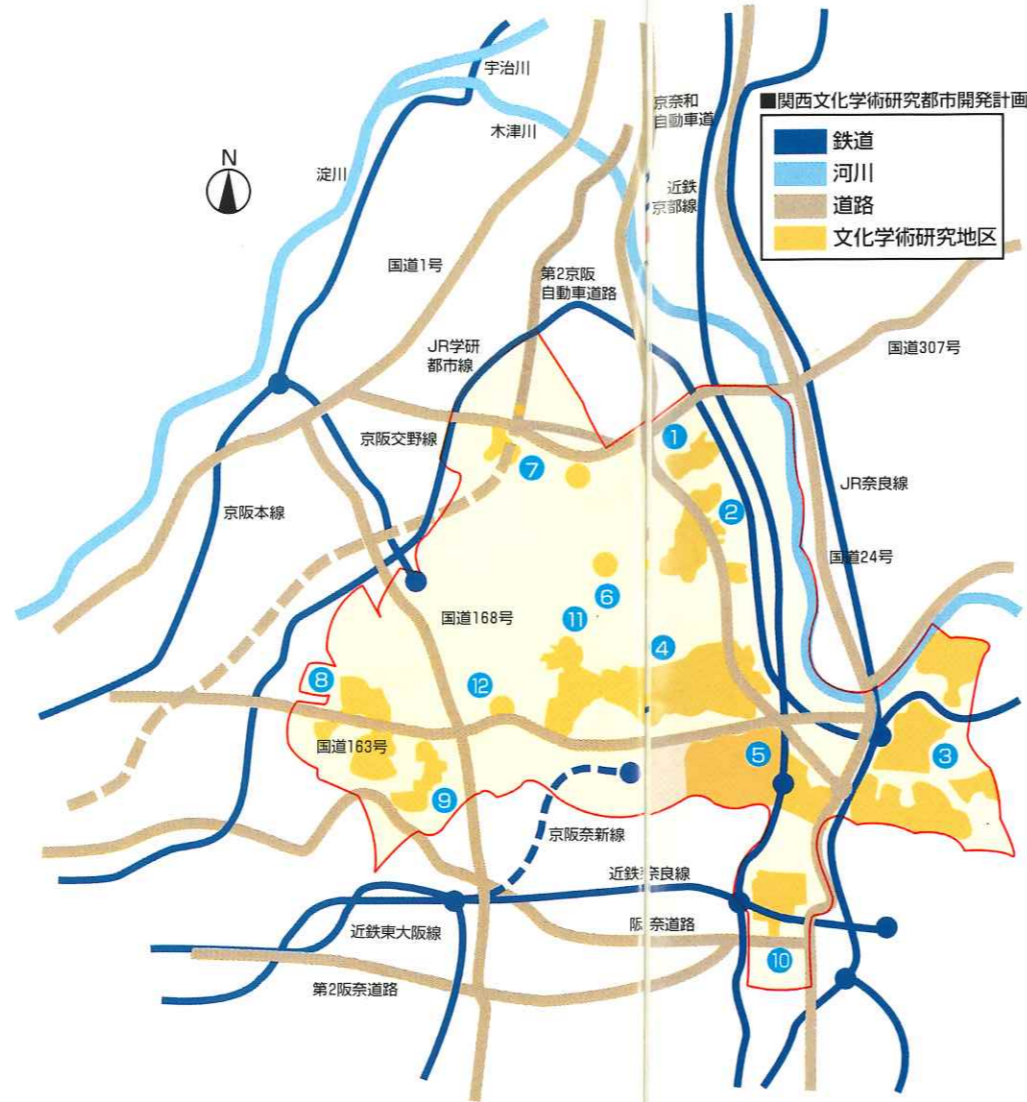 宇治川
■関西文化学術研究都市開発計画
京奈和
自動車道
木津川
鉄道
N
淀川
河川
近鉄
京都線
道路
文化学術研究地区
国道1号
第2京阪
自動車道路
JR学研
都市線
国道307号
京阪交野線
1
7
JR奈良線
京阪本線
2
国道24号
6
国道168号
11
4
8
12
国道163号
5
3
9
京阪奈新線
近鉄奈良線
近鉄東大阪線
阪奈道路
10
第2阪奈道路